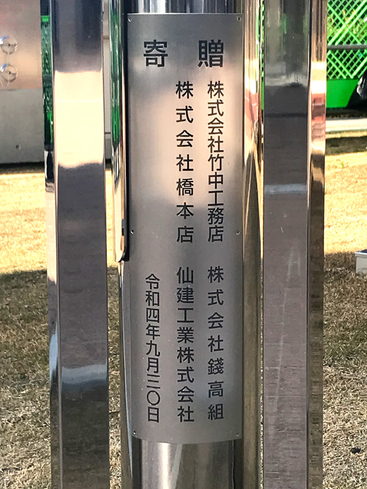 寄贈
株式会社竹中工務店 株式会社錢高組
株式会社橋本店 仙建工業株式会社
令和四年九月三〇日